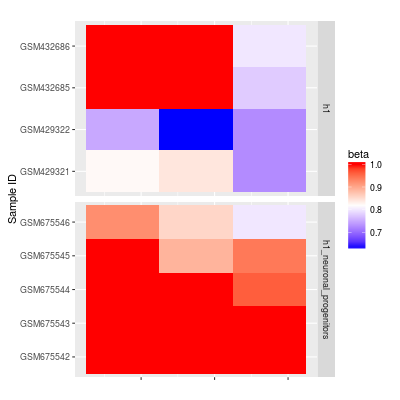 Sample ID
GSM432686
GSM432685
GSM429322
GSM429321
h1
GSM675546
GSM675545
GSM675544
GSM675543
GSM675542
h1_neuronal_progenitors
beta
1.0
0.9
0.8
0.7